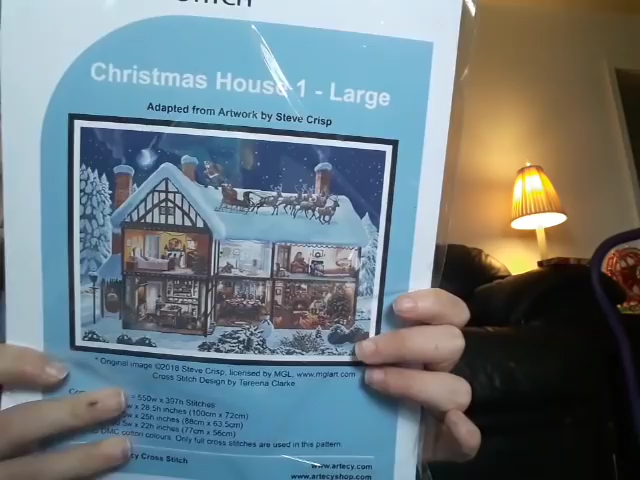 Christmas House 1 - Large
Adapted from Artwork by Steve Crisp
* Original image ©2018 Steve Crisp, licensed by MGL. www.mglart.com
Cross Stitch Design by Tereena Clarke
= 550w x 397h Stitches
x 28.5h inches (100cm x 72cm)
x 25h inches (88cm x 63.5cm)
x 22h inches (77cm x 56cm)
DMC cotton colours. Only full cross stitches are used in this pattern.
Cross Stitch
www.artecy.com
www.artecyshop.com